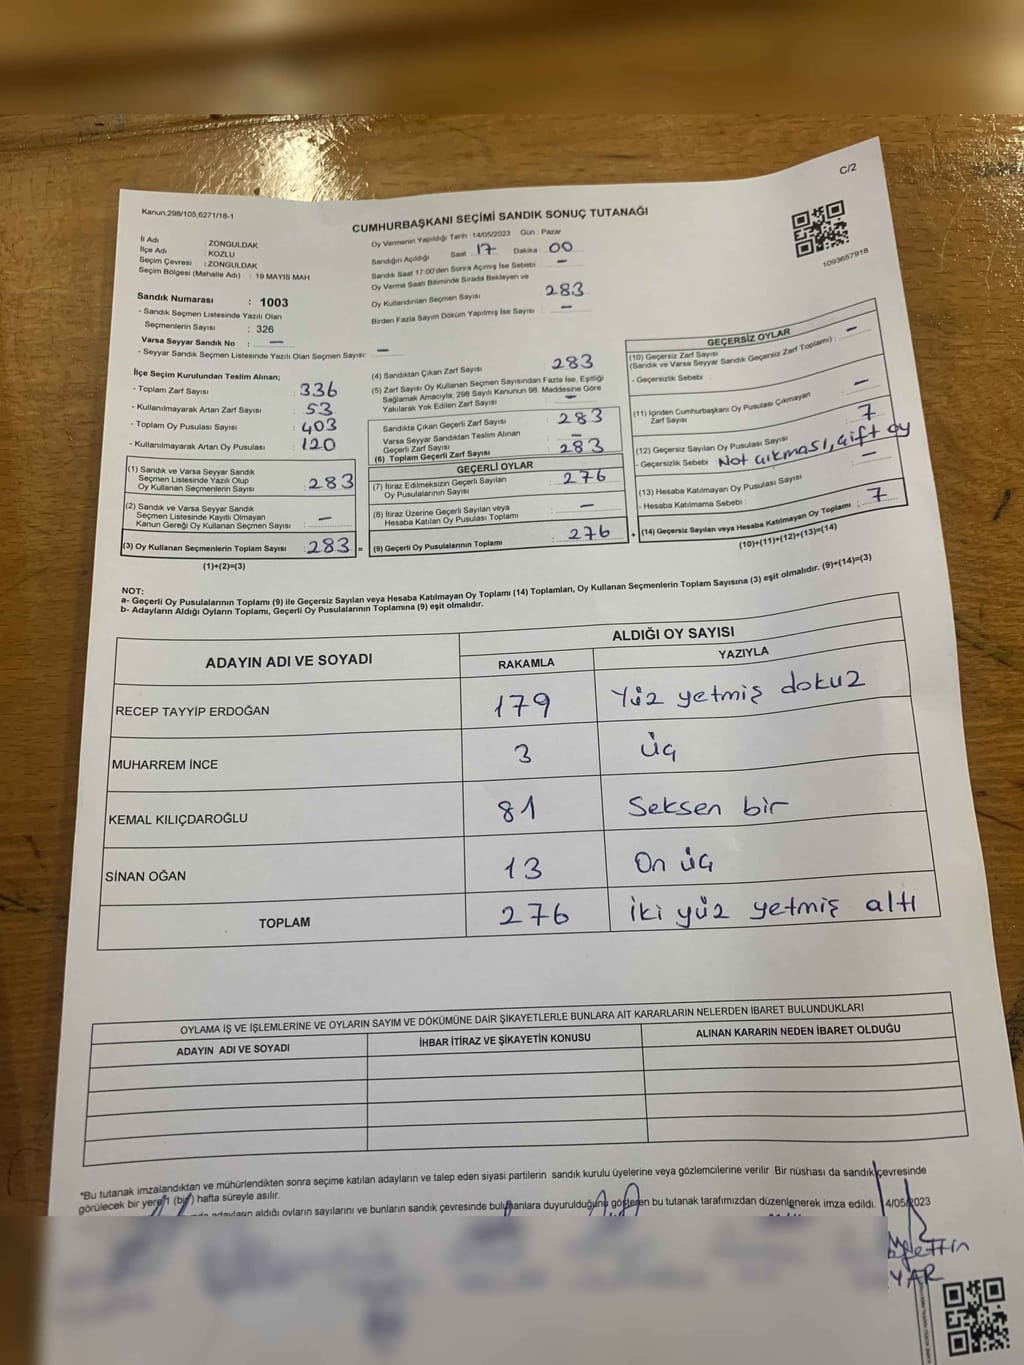 C/2
Kanun:298/105;6271/18-1
CUMHURBAŞKANI SEÇİMİ SANDIK SONUÇ TUTANAĞI
1093657918
İl Adı : ZONGULDAK
İlçe Adı : KOZLU
Seçim Çevresi : ZONGULDAK
Seçim Bölgesi (Mahalle Adı) : 19 MAYIS MAH.
Sandık Numarası : 1003
- Sandık Seçmen Listesinde Yazılı Olan
Seçmenlerin Sayısı : 326
Varsa Seyyar Sandık No : —
- Seyyar Sandık Seçmen Listesinde Yazılı Olan Seçmen Sayısı: —
Oy Vermenin Yapıldığı Tarih : 14/05/2023 Gün : Pazar
Sandığın Açıldığı Saat : 17 Dakika : 00
Sandık Saat 17:00'den Sonra Açımış İse Sebebi : —
Oy Verme Saati Bitiminde Sırada Bekleyen ve
Oy Kullandırılan Seçmen Sayısı : 283
Birden Fazla Sayım Döküm Yapılmış İse Sayısı : —
İlçe Seçim Kurulundan Teslim Alınan;
- Toplam Zarf Sayısı : 336
- Kullanılmayarak Artan Zarf Sayısı : 53
- Toplam Oy Pusulası Sayısı : 403
- Kullanılmayarak Artan Oy Pusulası : 120
(1) Sandık ve Varsa Seyyar Sandık
Seçmen Listesinde Yazılı Olup
Oy Kullanan Seçmenlerin Sayısı : 283
(2) Sandık ve Varsa Seyyar Sandık
Seçmen Listesinde Kayıtlı Olmayan
Kanun Gereği Oy Kullanan Seçmen Sayısı : —
(3) Oy Kullanan Seçmenlerin Toplam Sayısı : 283 =
(1)+(2)=(3)
(4) Sandıktan Çıkan Zarf Sayısı : 283
(5) Zarf Sayısı Oy Kullanan Seçmen Sayısından Fazla İse, Eşitliği
Sağlamak Amacıyla, 298 Sayılı Kanunun 98. Maddesine Göre
Yakılarak Yok Edilen Zarf Sayısı : —
Sandıkta Çıkan Geçerli Zarf Sayısı : 283
Varsa Seyyar Sandıktan Teslim Alınan
Geçerli Zarf Sayısı : —
(6) Toplam Geçerli Zarf Sayısı : 283
GEÇERLİ OYLAR
(7) İtiraz Edilmeksizin Geçerli Sayılan
Oy Pusulalarının Sayısı : 276
(8) İtiraz Üzerine Geçerli Sayılan veya
Hesaba Katılan Oy Pusulası Toplamı : —
(9) Geçerli Oy Pusulalarının Toplamı : 276 +
GEÇERSİZ OYLAR
(10) Geçersiz Zarf Sayısı
(Sandık ve Varsa Seyyar Sandık Geçersiz Zarf Toplamı) : —
- Geçersizlik Sebebi :
(11) İçinden Cumhurbaşkanı Oy Pusulası Çıkmayan
Zarf Sayısı : —
(12) Geçersiz Sayılan Oy Pusulası Sayısı : 7
- Geçersizlik Sebebi Not çıkması, çift oy
(13) Hesaba Katılmayan Oy Pusulası Sayısı : —
- Hesaba Katılmama Sebebi :
(14) Geçersiz Sayılan veya Hesaba Katılmayan Oy Toplamı : 7
(10)+(11)+(12)+(13)=(14)
NOT:
a- Geçerli Oy Pusulalarının Toplamı (9) ile Geçersiz Sayılan veya Hesaba Katılmayan Oy Toplamı (14) Toplamları, Oy Kullanan Seçmenlerin Toplam Sayısına (3) eşit olmalıdır. (9)+(14)=(3)
b- Adayların Aldığı Oyların Toplamı, Geçerli Oy Pusulalarının Toplamına (9) eşit olmalıdır.
ADAYIN ADI VE SOYADI
ALDIĞI OY SAYISI
RAKAMLA YAZIYLA
RECEP TAYYİP ERDOĞAN 179 Yüz yetmiş dokuz
MUHARREM İNCE 3 üç
KEMAL KILIÇDAROĞLU 81 Seksen bir
SİNAN OĞAN 13 On üç
TOPLAM 276 iki yüz yetmiş altı
OYLAMA İŞ VE İŞLEMLERİNE VE OYLARIN SAYIM VE DÖKÜMÜNE DAİR ŞİKAYETLERLE BUNLARA AİT KARARLARIN NELERDEN İBARET BULUNDUKLARI
ADAYIN ADI VE SOYADI İHBAR İTİRAZ VE ŞİKAYETİN KONUSU ALINAN KARARIN NEDEN İBARET OLDUĞU
*Bu tutanak imzalandıktan ve mühürlendikten sonra seçime katılan adayların ve talep eden siyasi partilerin sandık kurulu üyelerine veya gözlemcilerine verilir .Bir nüshası da sandık çevresinde
görülecek bir yere 1 (bir) hafta süreyle asılır.
adayların aldığı oyların sayılarını ve bunların sandık çevresinde bulunanlara duyurulduğunu gösteren bu tutanak tarafımızdan düzenlenerek imza edildi. 14/05/2023
YAR